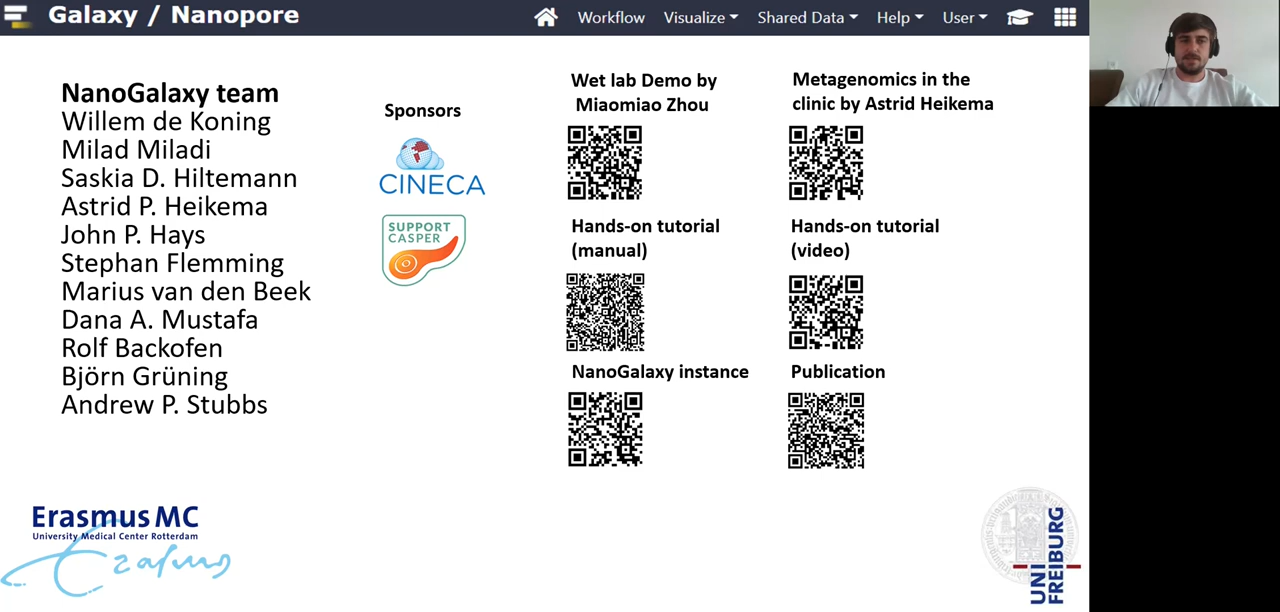 Galaxy / Nanopore
Workflow
Visualize
Shared Data
Help
User
NanoGalaxy team
Willem de Koning
Milad Miladi
Saskia D. Hiltemann
Astrid P. Heikema
John P. Hays
Stephan Flemming
Marius van den Beek
Dana A. Mustafa
Rolf Backofen
Björn Grüning
Andrew P. Stubbs
Sponsors
CINECA
SUPPORT
CASPER
Wet lab Demo by
Miaomiao Zhou
Metagenomics in the
clinic by Astrid Heikema
Hands-on tutorial
(manual)
Hands-on tutorial
(video)
NanoGalaxy instance
Publication
Erasmus MC
University Medical Center Rotterdam
Erasmus
UNI
FREIBURG